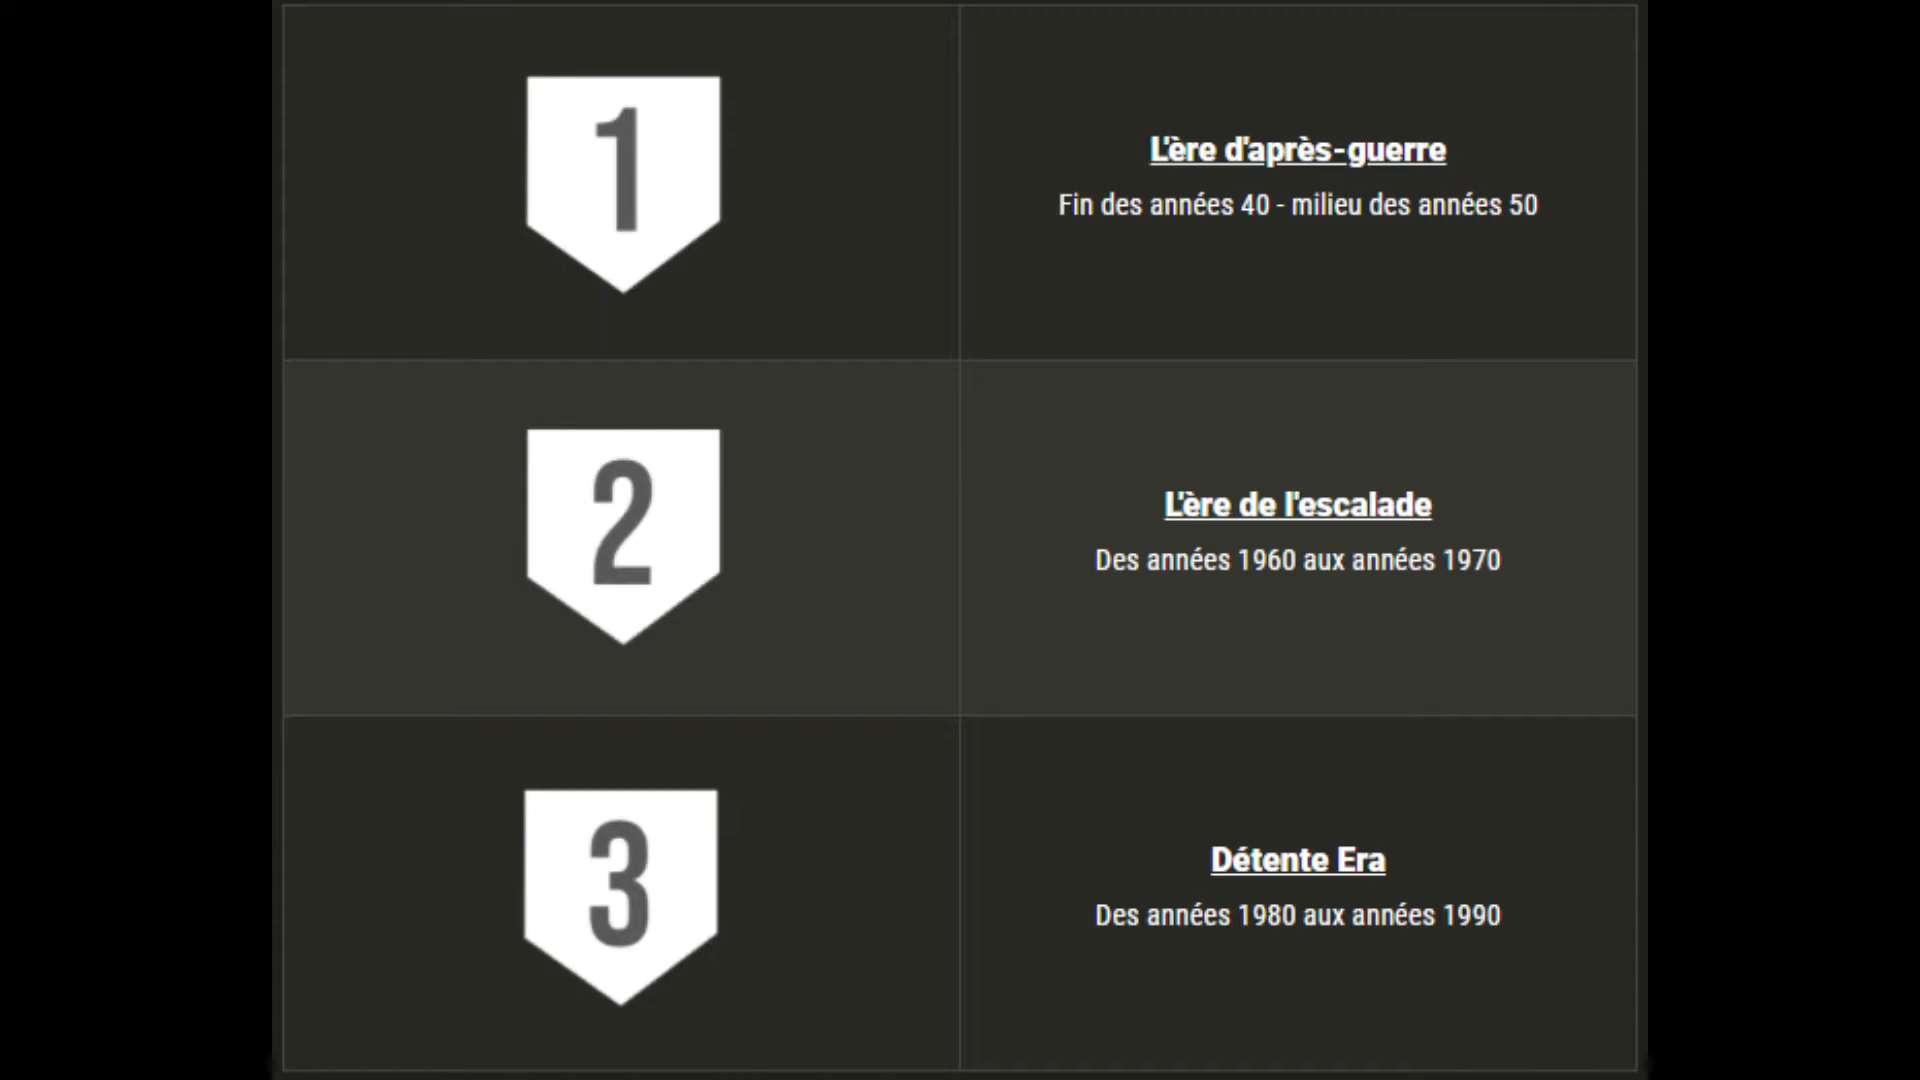 1
L'ère d'après-guerre
Fin des années 40 - milieu des années 50
2
L'ère de l'escalade
Des années 1960 aux années 1970
3
Détente Era
Des années 1980 aux années 1990